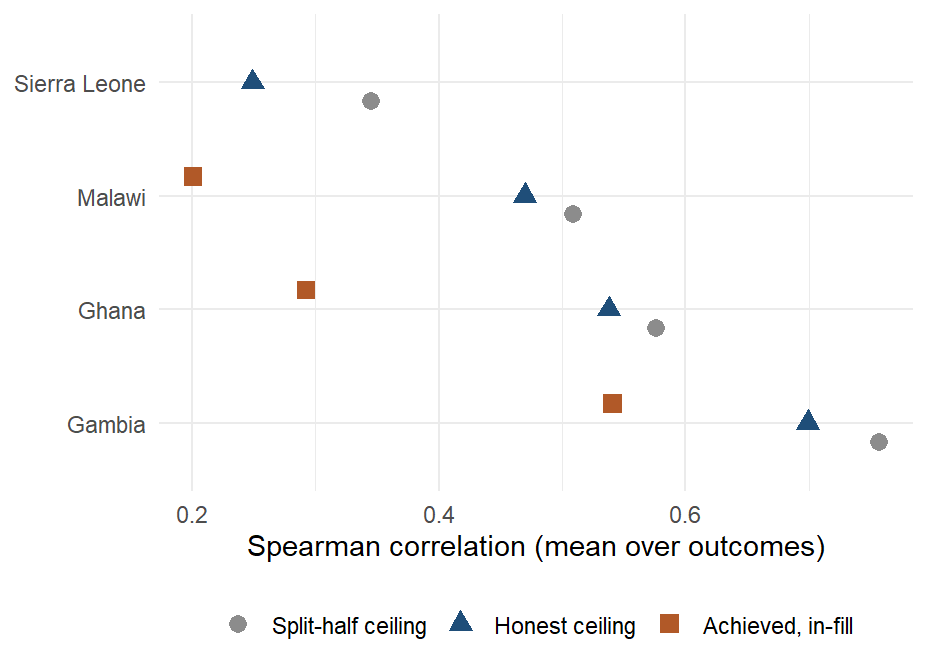 Sierra Leone
Malawi
Ghana
Gambia
0.2 0.4 0.6
Spearman correlation (mean over outcomes)
Split-half ceiling Honest ceiling Achieved, in-fill